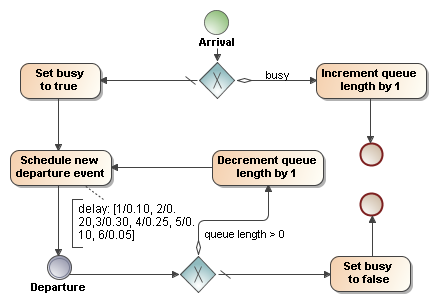 Arrival
Set busy
to true
busy
Increment queue
length by 1
Schedule new
departure event
Decrement queue
length by 1
delay: [1/0.10, 2/0.
20,3/0.30, 4/0.25, 5/0.
10, 6/0.05]
queue length > 0
Departure
Set busy
to false